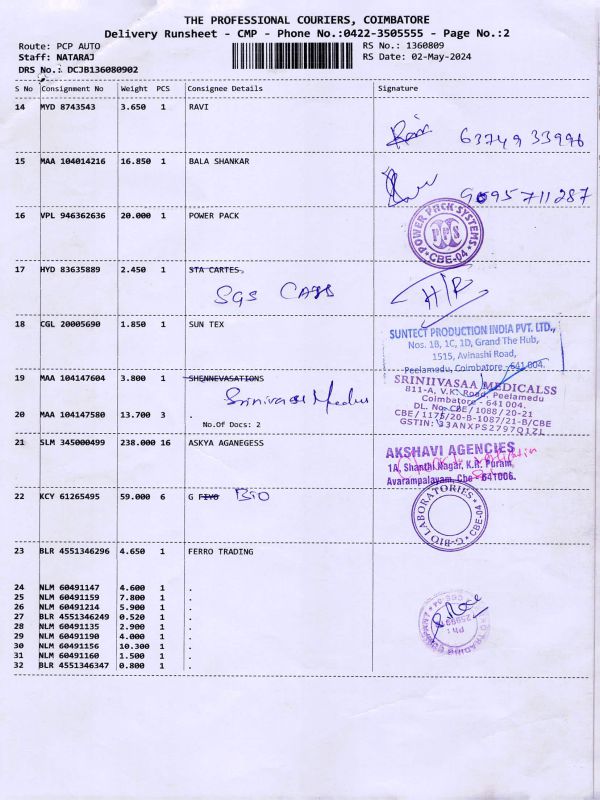 THE PROFESSIONAL COURIERS, COIMBATORE
Delivery Runsheet - CMP - Phone No.:0422-3505555 - Page No.:2
Route: PCP AUTO
Staff: NATARAJ
DRS No.: DCJB136080902
RS No.: 1360809
RS Date: 02-May-2024
S No Consignment No Weight PCS Consignee Details Signature
14 MYD 8743543 3.650 1 RAVI
Ravi 6374933996
15 MAA 104014216 16.850 1 BALA SHANKAR
9095711287
16 VPL 946362636 20.000 1 POWER PACK
POWER PACK SYSTEMS
PPS
CBE-04
17 HYD 83635889 2.450 1 STA CARTES
SGS CARS
18 CGL 20005690 1.850 1 SUN TEX
SUNTECT PRODUCTION INDIA PVT. LTD.,
Nos. 1B, 1C, 1D, Grand The Hub,
1515, Avinashi Road,
Peelamedu, Coimbatore - 641 004.
19 MAA 104147604 3.800 1 SHENNEVASATIONS
Srinivasa Medicals
SRINIIVASAA MEDICALSS
811-A, V.K. Road, Peelamedu
Coimbatore - 641 004.
DL. No: CBE/1088/20-21
CBE/1175/20-B-1087/21-B/CBE
GSTIN: 33ANXPS2797Q1ZL
20 MAA 104147580 13.700 3 .
No.Of Docs: 2
21 SLM 345000499 238.000 16 ASKYA AGANEGESS
AKSHAVI AGENCIES
1A, Shanthi Nagar, K.R. Puram,
Avarampalayam, Cbe - 641006.
22 KCY 61265495 59.000 6 G FIVO BIO
G-BIO LABORATORIES
CBE-04
23 BLR 4551346296 4.650 1 FERRO TRADING
24 NLM 60491147 4.600 1 .
25 NLM 60491159 7.800 1 .
26 NLM 60491214 5.900 1 .
27 BLR 4551346249 0.520 1 .
28 NLM 60491135 2.900 1 .
29 NLM 60491190 4.000 1 .
30 NLM 60491156 10.300 1 .
31 NLM 60491160 1.500 1 .
32 BLR 4551346347 0.800 1 .